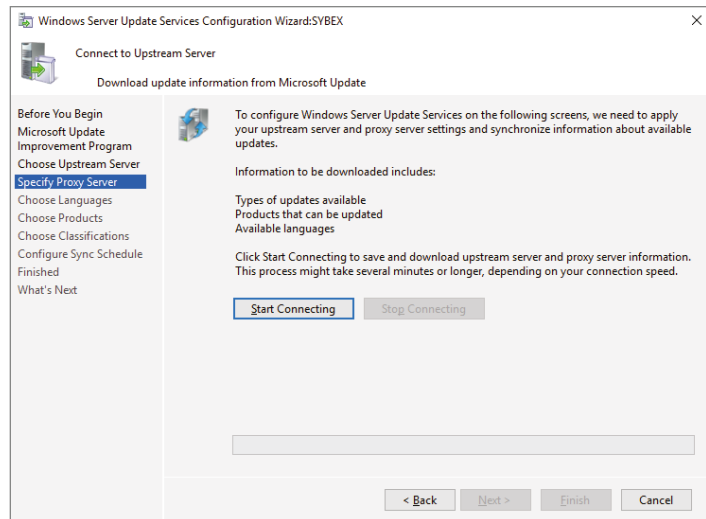 Windows Server Update Services Configuration Wizard:SYBEX
Connect to Upstream Server
Download update information from Microsoft Update
Before You Begin
Microsoft Update
Improvement Program
Choose Upstream Server
Specify Proxy Server
Choose Languages
Choose Products
Choose Classifications
Configure Sync Schedule
Finished
What's Next
To configure Windows Server Update Services on the following screens, we need to apply
your upstream server and proxy server settings and synchronize information about available
updates.
Information to be downloaded includes:
Types of updates available
Products that can be updated
Available languages
Click Start Connecting to save and download upstream server and proxy server information.
This process might take several minutes or longer, depending on your connection speed.
Start Connecting
Stop Connecting
< Back
Next >
Finish
Cancel